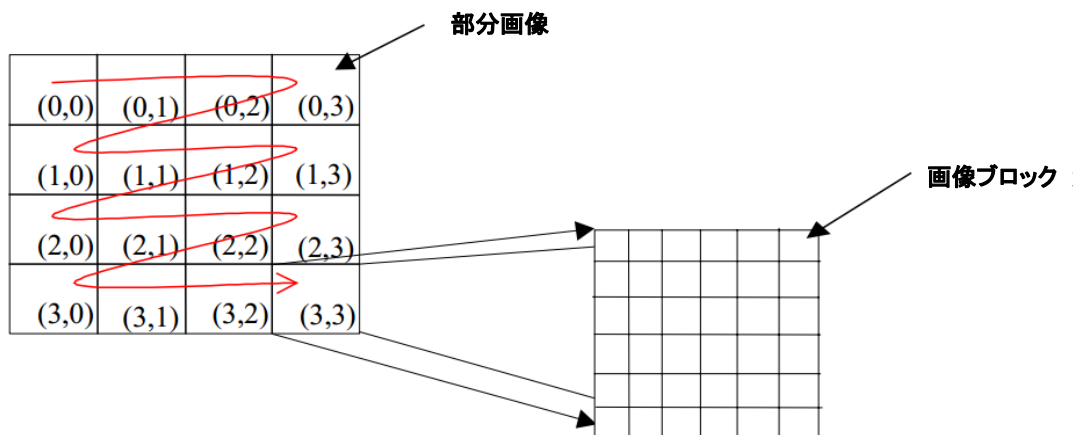 部分画像
(0,0) (0,1) (0,2) (0,3)
(1,0) (1,1) (1,2) (1,3)
画像ブロック
(2,0) (2,1) (2,2) (2,3)
(3,0) (3,1) (3,2) (3,3)